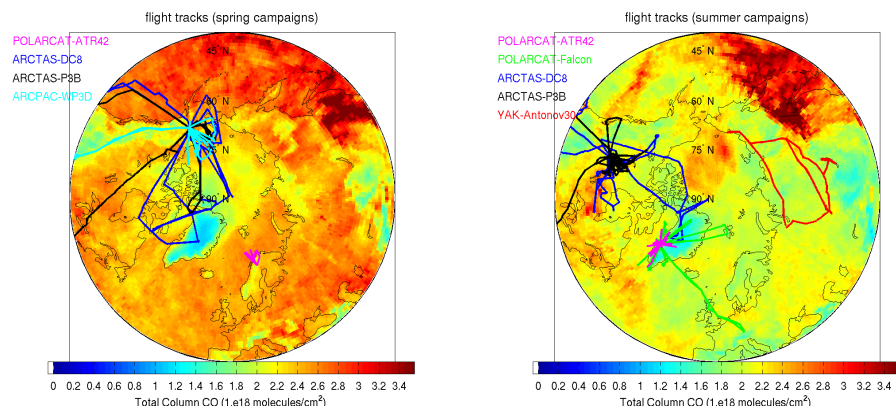 flight tracks (spring campaigns)
POLARCAT-ATR42
ARCTAS-DC8
ARCTAS-P3B
ARCPAC-WP3D
45° N
60° N
75° N
90° N
0 0.2 0.4 0.6 0.8 1 1.2 1.4 1.6 1.8 2 2.2 2.4 2.6 2.8 3 3.2 3.4
Total Column CO (1.e18 molecules/cm²)
flight tracks (summer campaigns)
POLARCAT-ATR42
POLARCAT-Falcon
ARCTAS-DC8
ARCTAS-P3B
YAK-Antonov30
45° N
60° N
75° N
90° N
0 0.2 0.4 0.6 0.8 1 1.2 1.4 1.6 1.8 2 2.2 2.4 2.6 2.8 3 3.2 3.4
Total Column CO (1.e18 molecules/cm²)